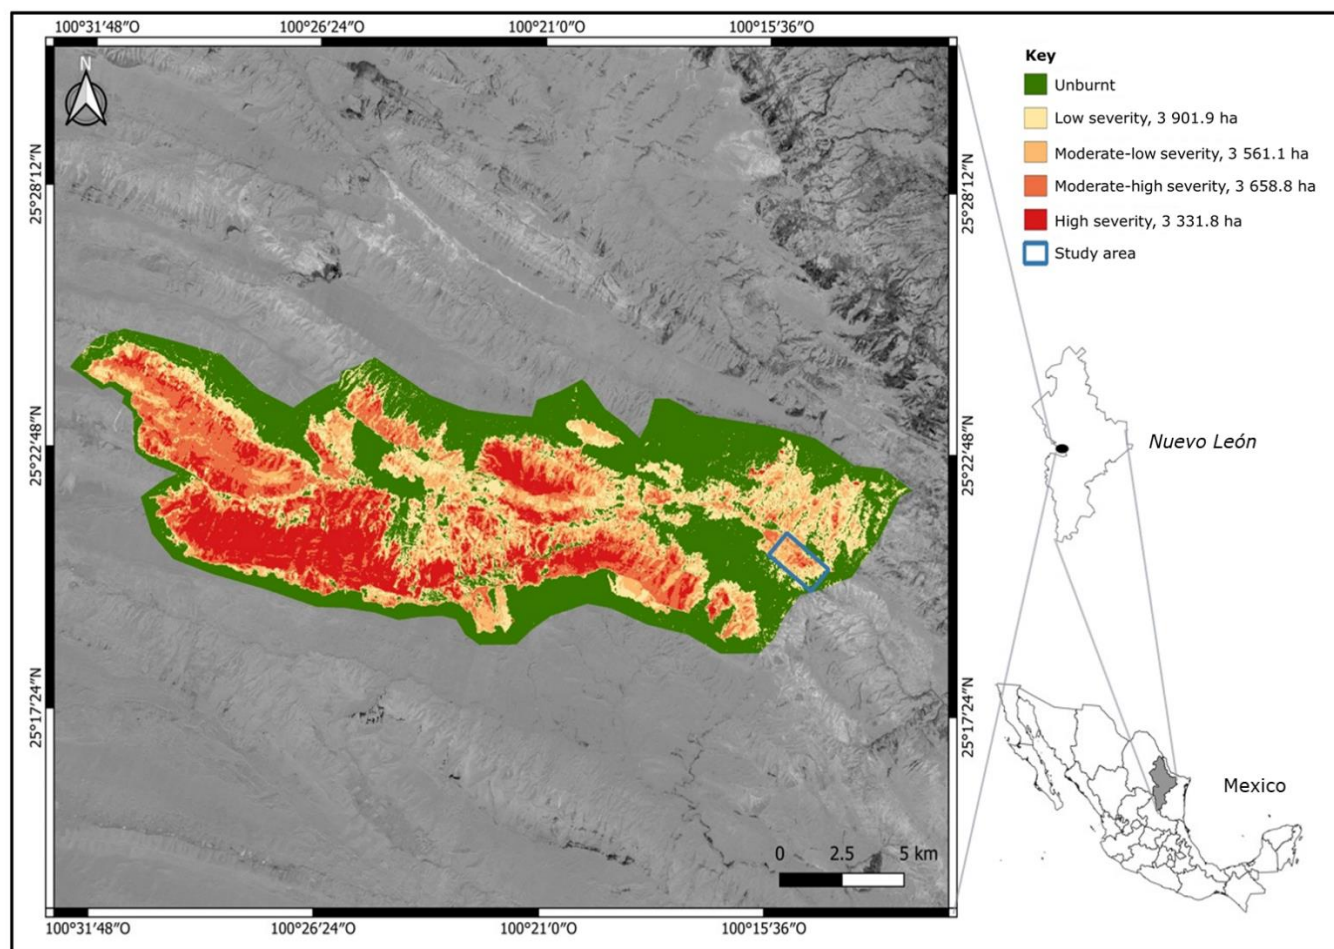 100°31′48″O 100°26′24″O 100°21′0″O 100°15′36″O
N
25°28′12″N
25°22′48″N
25°17′24″N
0 2.5 5 km
25°28′12″N
25°22′48″N
25°17′24″N
100°31′48″O 100°26′24″O 100°21′0″O 100°15′36″O
Key
Unburnt
Low severity, 3 901.9 ha
Moderate-low severity, 3 561.1 ha
Moderate-high severity, 3 658.8 ha
High severity, 3 331.8 ha
Study area
Nuevo León
Mexico